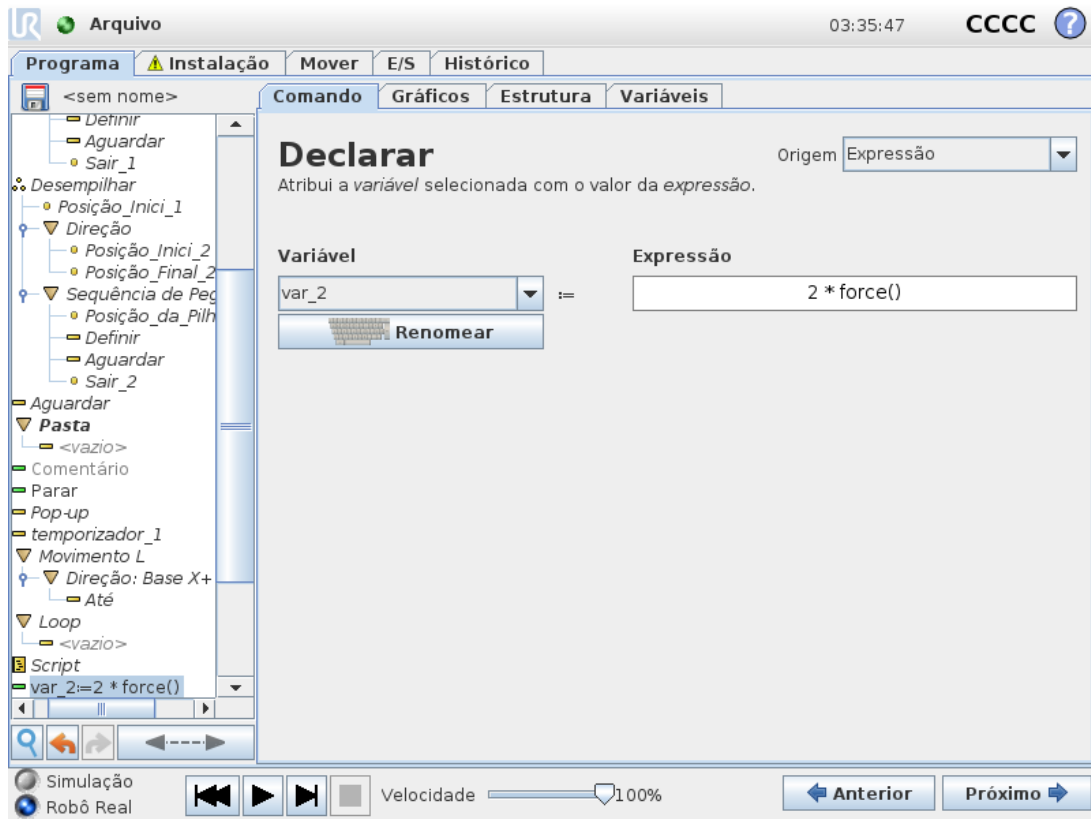 UR Arquivo 03:35:47 CCCC ?
Programa Instalação Mover E/S Histórico
<sem nome> Comando Gráficos Estrutura Variáveis
Definir
Aguardar
Sair_1
Desempilhar
Posição_Inici_1
Direção
Posição_Inici_2
Posição_Final_2
Sequência de Peg
Posição_da_Pilh
Definir
Aguardar
Sair_2
Aguardar
Pasta
<vazio>
Comentário
Parar
Pop-up
temporizador_1
Movimento L
Direção: Base X+
Até
Loop
<vazio>
Script
var_2:=2 * force()
Declarar
Origem Expressão
Atribui a variável selecionada com o valor da expressão.
Variável Expressão
var_2 := 2 * force()
Renomear
Simulação
Robô Real
Velocidade 100% Anterior Próximo